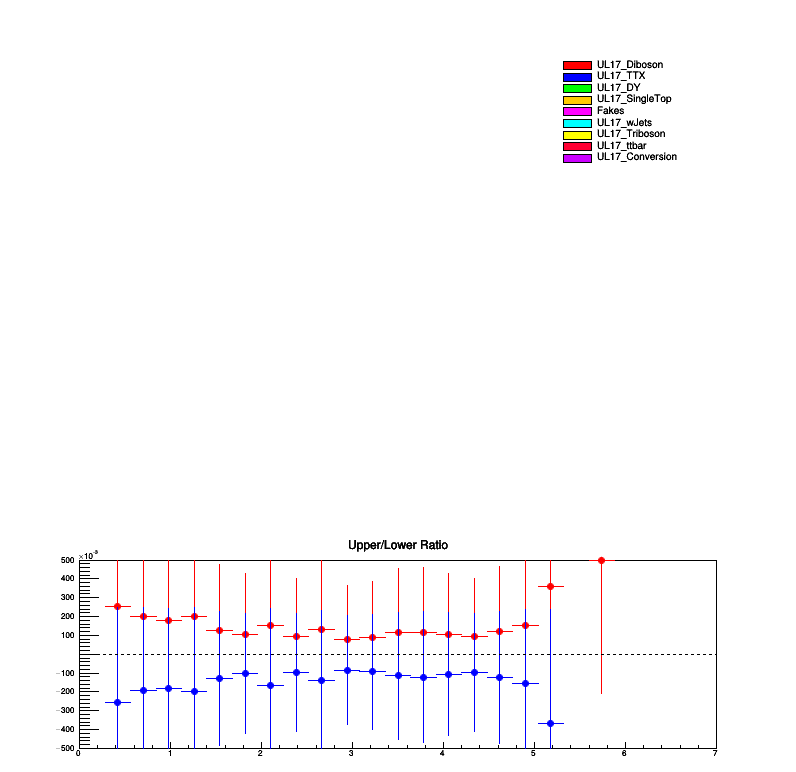 UL17_Diboson
UL17_TTX
UL17_DY
UL17_SingleTop
Fakes
UL17_wJets
UL17_Triboson
UL17_ttbar
UL17_Conversion
Upper/Lower Ratio
×10⁻³
500
400
300
200
100
-100
-200
-300
-400
-500
0 1 2 3 4 5 6 7